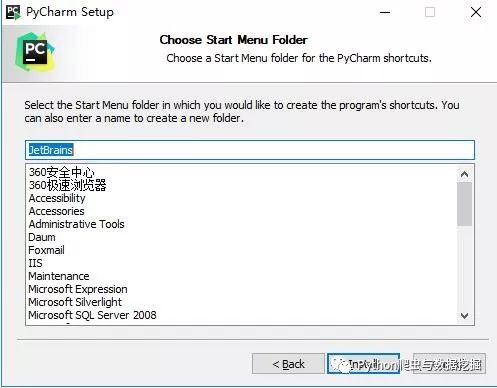 PyCharm Setup
PC
Choose Start Menu Folder
Choose a Start Menu folder for the PyCharm shortcuts.
Select the Start Menu folder in which you would like to create the program's shortcuts. You
can also enter a name to create a new folder.
JetBrains
360安全中心
360极速浏览器
Accessibility
Accessories
Administrative Tools
Daum
Foxmail
IIS
Maintenance
Microsoft Expression
Microsoft Silverlight
Microsoft SQL Server 2008
< Back
Install
Python爬虫与数据挖掘